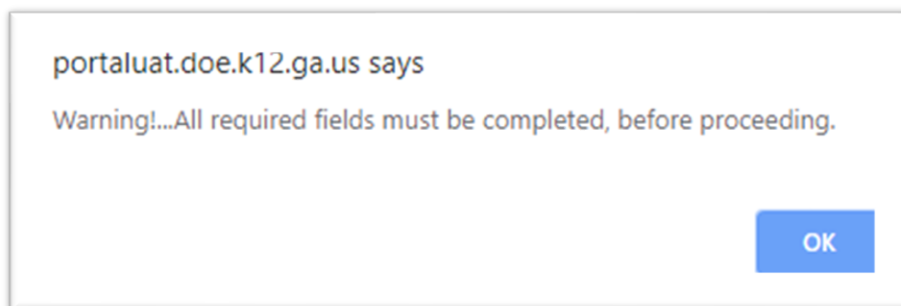 portaluat.doe.k12.ga.us says
Warning!...All required fields must be completed, before proceeding.
OK